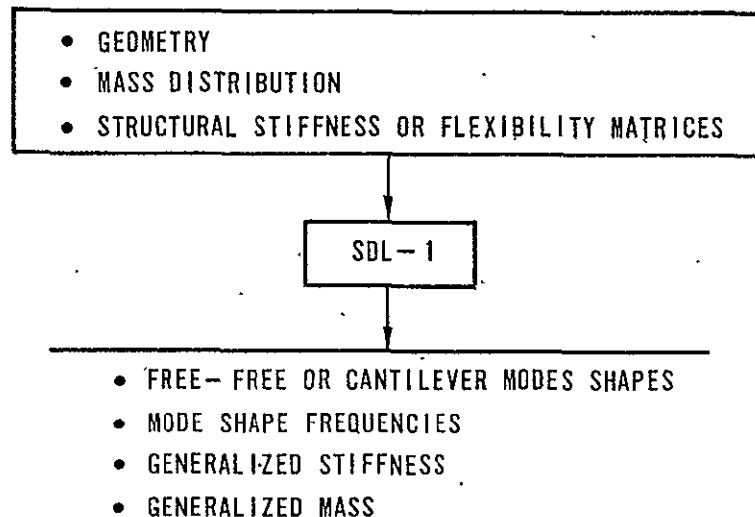 • GEOMETRY
• MASS DISTRIBUTION
• STRUCTURAL STIFFNESS OR FLEXIBILITY MATRICES
SDL-1
• FREE-FREE OR CANTILEVER MODES SHAPES
• MODE SHAPE FREQUENCIES
• GENERALIZED STIFFNESS
• GENERALIZED MASS